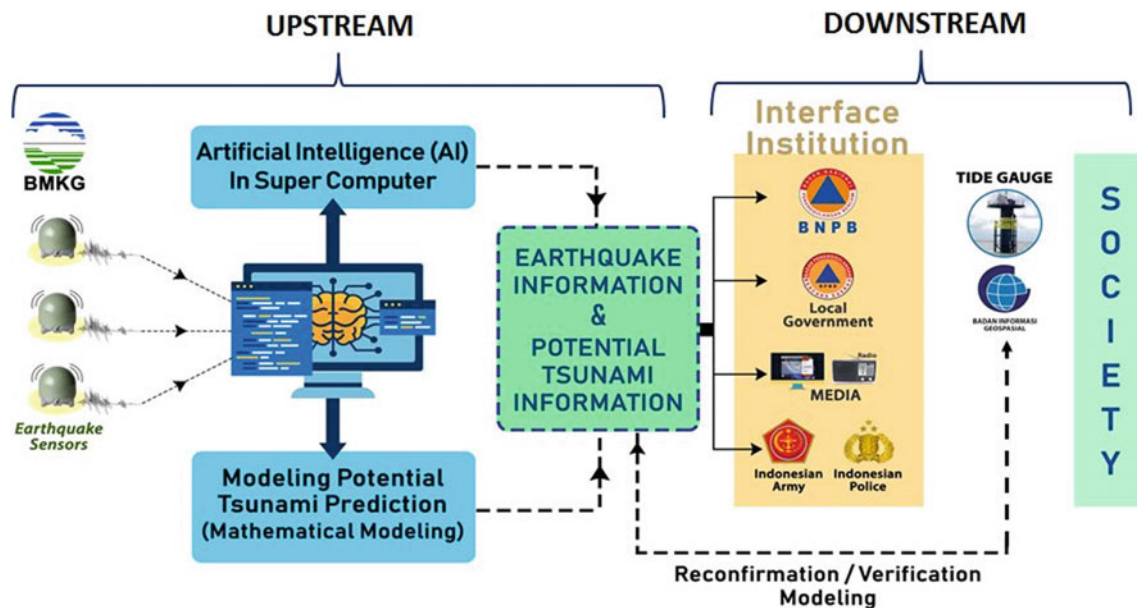 UPSTREAM
DOWNSTREAM
BMKG
Earthquake
Sensors
Artificial Intelligence (AI)
In Super Computer
Modeling Potential
Tsunami Prediction
(Mathematical Modeling)
EARTHQUAKE
INFORMATION
&
POTENTIAL
TSUNAMI
INFORMATION
Interface
Institution
BNPB
Local
Government
Radio
MEDIA
Indonesian
Army
Indonesian
Police
TIDE GAUGE
BADAN INFORMASI
GEOSPASIAL
Reconfirmation / Verification
Modeling
SOCIETY